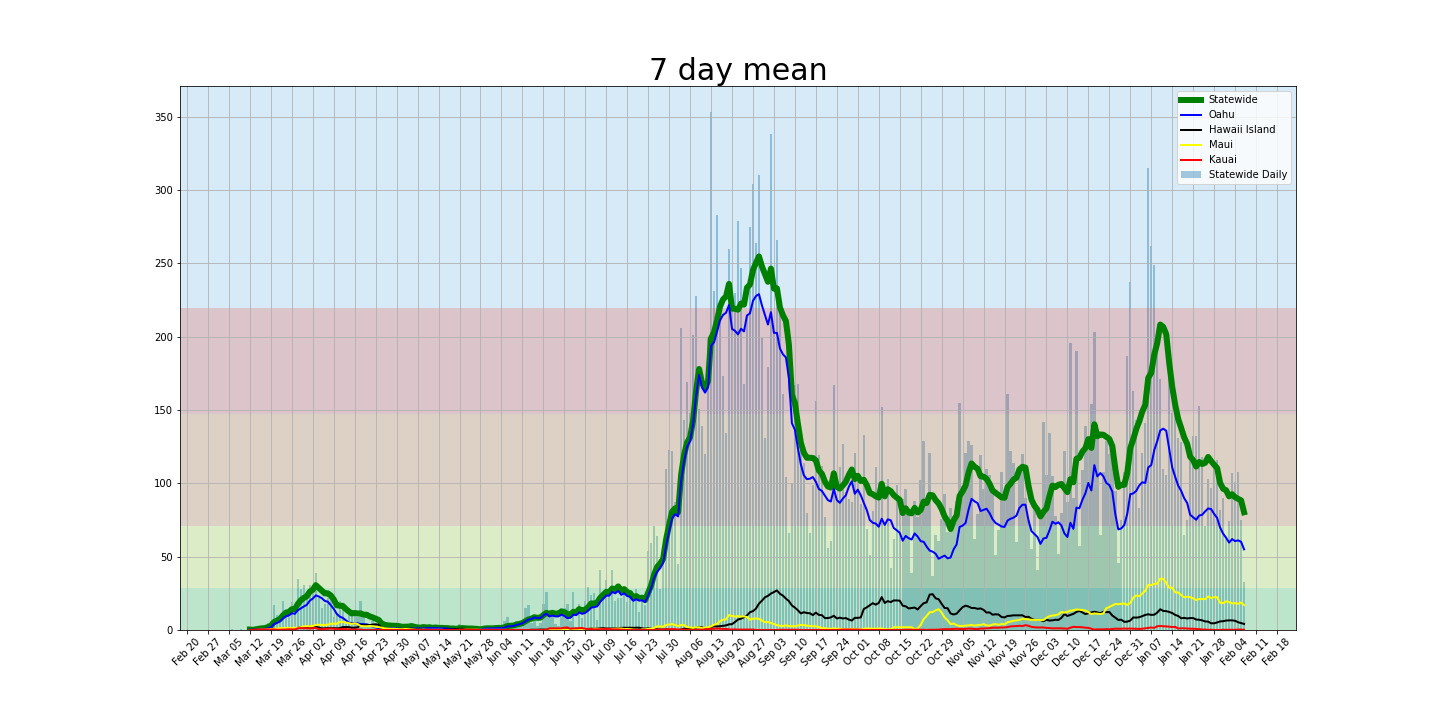 7 day mean
Statewide
Oahu
Hawaii Island
Maui
Kauai
Statewide Daily
350
300
250
200
150
100
50
0
Feb 20 Feb 27 Mar 05 Mar 12 Mar 19 Mar 26 Apr 02 Apr 09 Apr 16 Apr 23 Apr 30 May 07 May 14 May 21 May 28 Jun 04 Jun 11 Jun 18 Jun 25 Jul 02 Jul 09 Jul 16 Jul 23 Jul 30 Aug 06 Aug 13 Aug 20 Aug 27 Sep 03 Sep 10 Sep 17 Sep 24 Oct 01 Oct 08 Oct 15 Oct 22 Oct 29 Nov 05 Nov 12 Nov 19 Nov 26 Dec 03 Dec 10 Dec 17 Dec 24 Dec 31 Jan 07 Jan 14 Jan 21 Jan 28 Feb 04 Feb 11 Feb 18